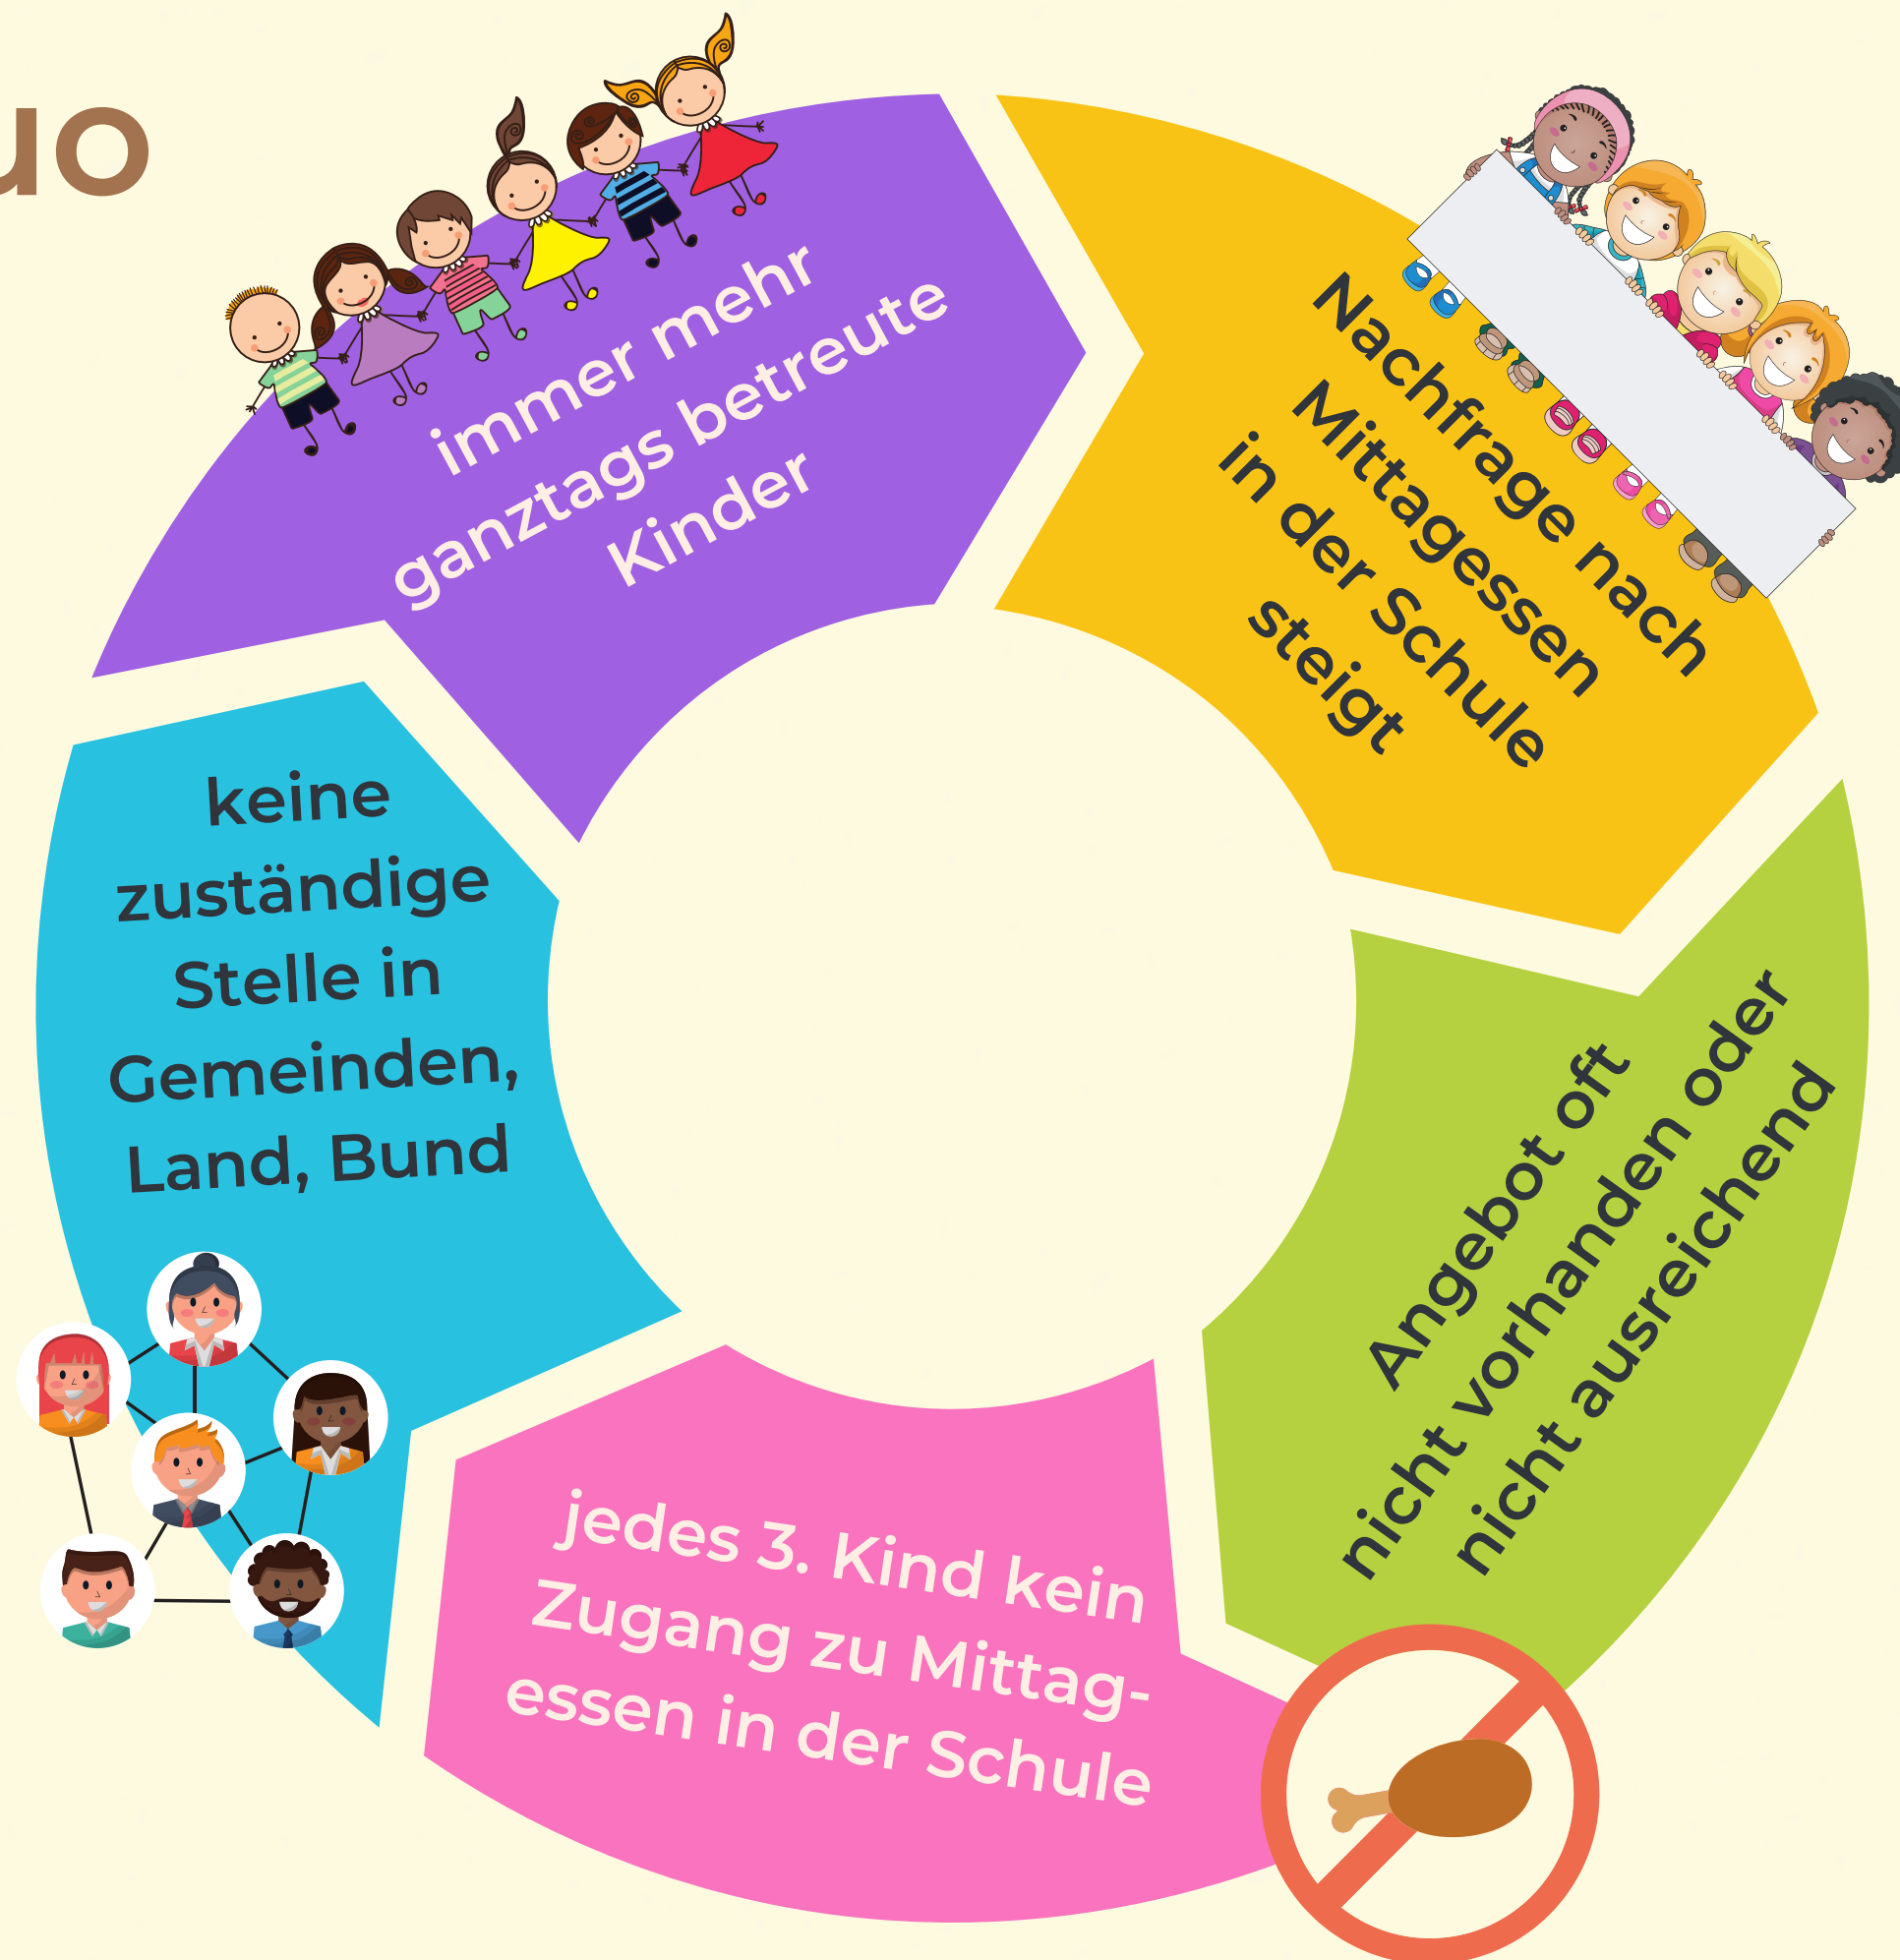 uo
immer mehr
ganztags betreute
Kinder
Nachfrage nach
Mittagessen
in der Schule
steigt
Angebot oft
nicht vorhanden oder
nicht ausreichend
jedes 3. Kind kein
Zugang zu Mittag-
essen in der Schule
keine
zuständige
Stelle in
Gemeinden,
Land, Bund